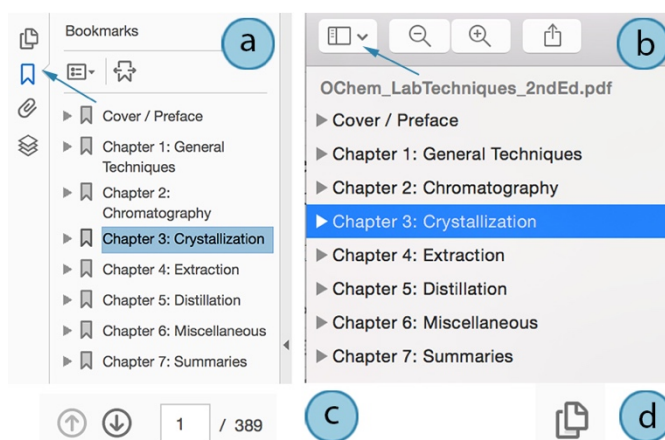 Bookmarks
a
Cover / Preface
Chapter 1: General
Techniques
Chapter 2:
Chromatography
Chapter 3: Crystallization
Chapter 4: Extraction
Chapter 5: Distillation
Chapter 6: Miscellaneous
Chapter 7: Summaries
b
OChem_LabTechniques_2ndEd.pdf
Cover / Preface
Chapter 1: General Techniques
Chapter 2: Chromatography
Chapter 3: Crystallization
Chapter 4: Extraction
Chapter 5: Distillation
Chapter 6: Miscellaneous
Chapter 7: Summaries
1 / 389
c
d